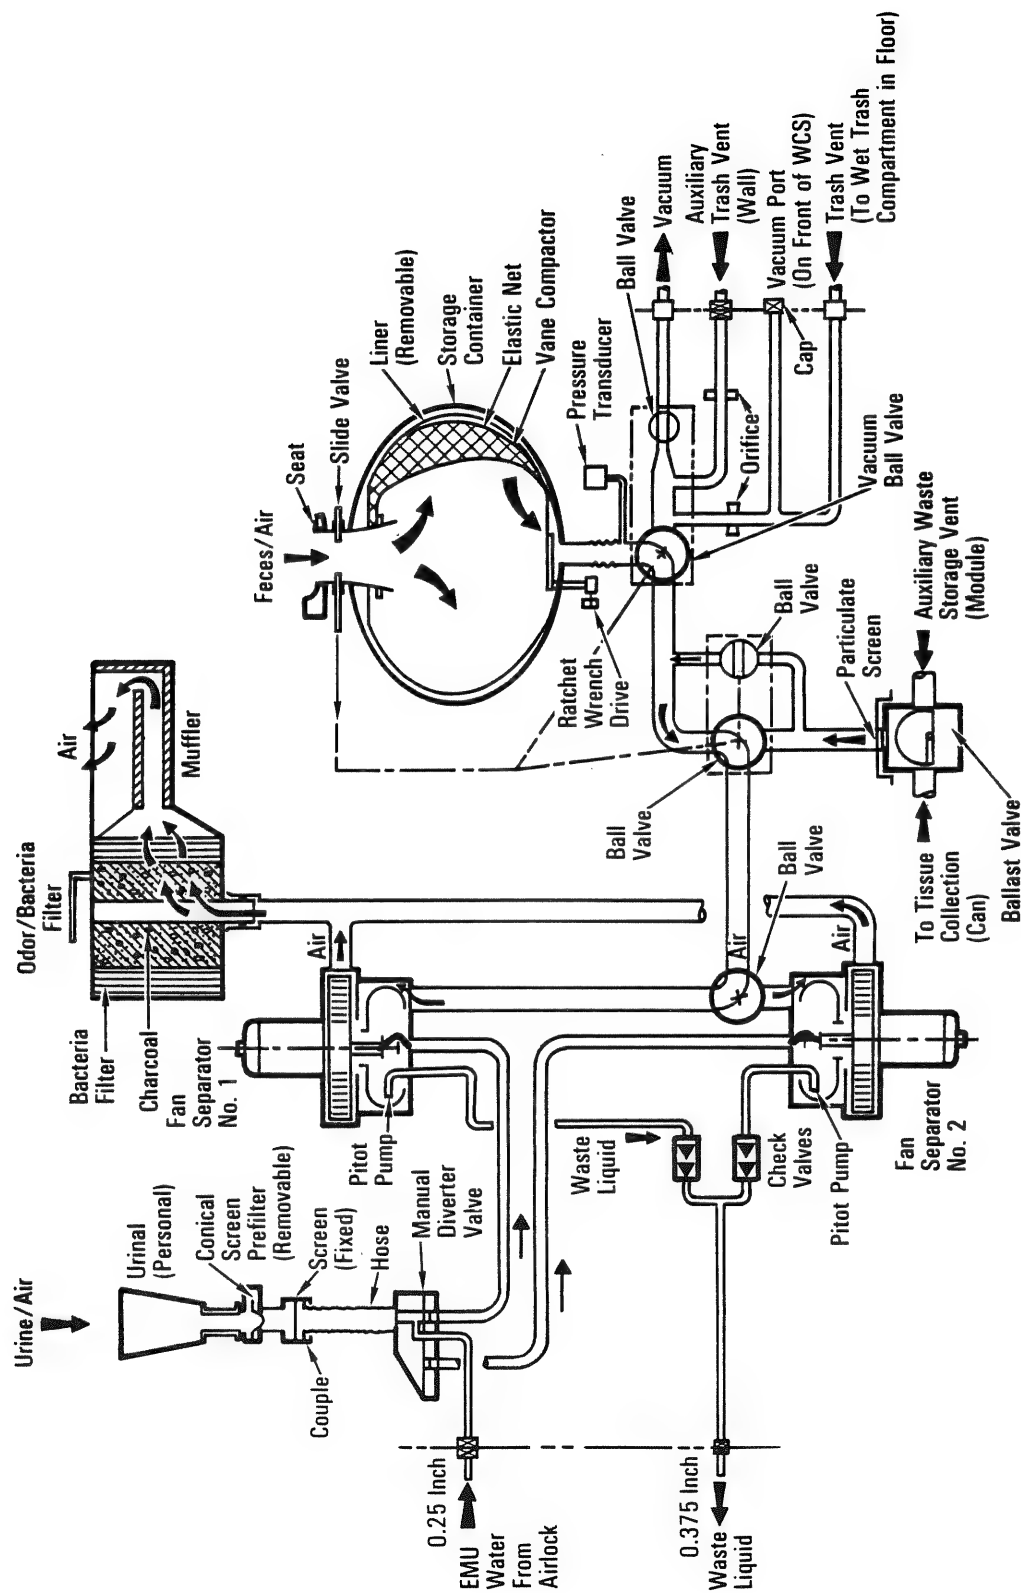 Urine/Air
Urinal
(Personal)
Conical
Screen
Prefilter
(Removable)
Screen
(Fixed)
Hose
Couple
Manual
Diverter
Valve
0.25 Inch
EMU
Water
From
Airlock
0.375 Inch
Waste
Liquid
Odor/Bacteria
Filter
Air
Muffler
Bacteria
Filter
Charcoal
Fan
Separator
No. 1
Air
Pitot
Pump
Waste
Liquid
Check
Valves
Pitot Pump
Fan
Separator
No. 2
Air
Air
Ball
Valve
Ball
Valve
Ball
Valve
Feces/Air
Seat
Slide Valve
Liner
(Removable)
Storage
Container
Elastic Net
Vane Compactor
Pressure
Transducer
Ratchet
Wrench
Drive
Ball Valve
Vacuum
Auxiliary
Trash Vent
(Wall)
Vacuum Port
(On Front of WCS)
Trash Vent
(To Wet Trash
Compartment in Floor)
Cap
Orifice
Vacuum
Ball Valve
Particulate
Screen
Auxiliary Waste
Storage Vent
(Module)
To Tissue
Collection
(Can)
Ballast Valve